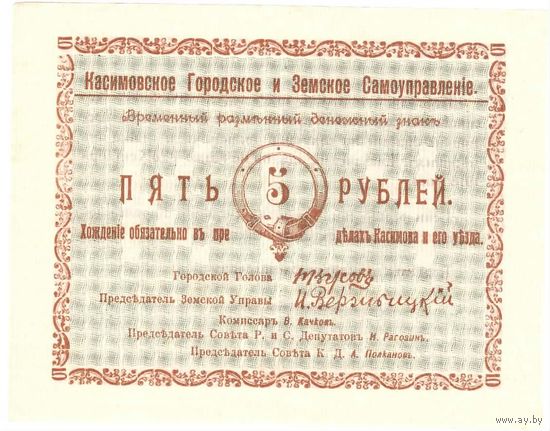 Касимовское Городское и Земское Самоуправленіе.
Временный размѣнный денежный знакъ
ПЯТЬ 5 РУБЛЕЙ.
Хожденіе обязательно въ пре дѣлахъ Касимова и его уѣзда.
Городской Голова
Предсѣдатель Земской Управы
Комиссаръ В. Качковъ.
Предсѣдатель Совѣта Р. и С. Депутатовъ И. Рагозинъ.
Предсѣдатель Совѣта К. Д. А. Полкановъ.
www.ay.by